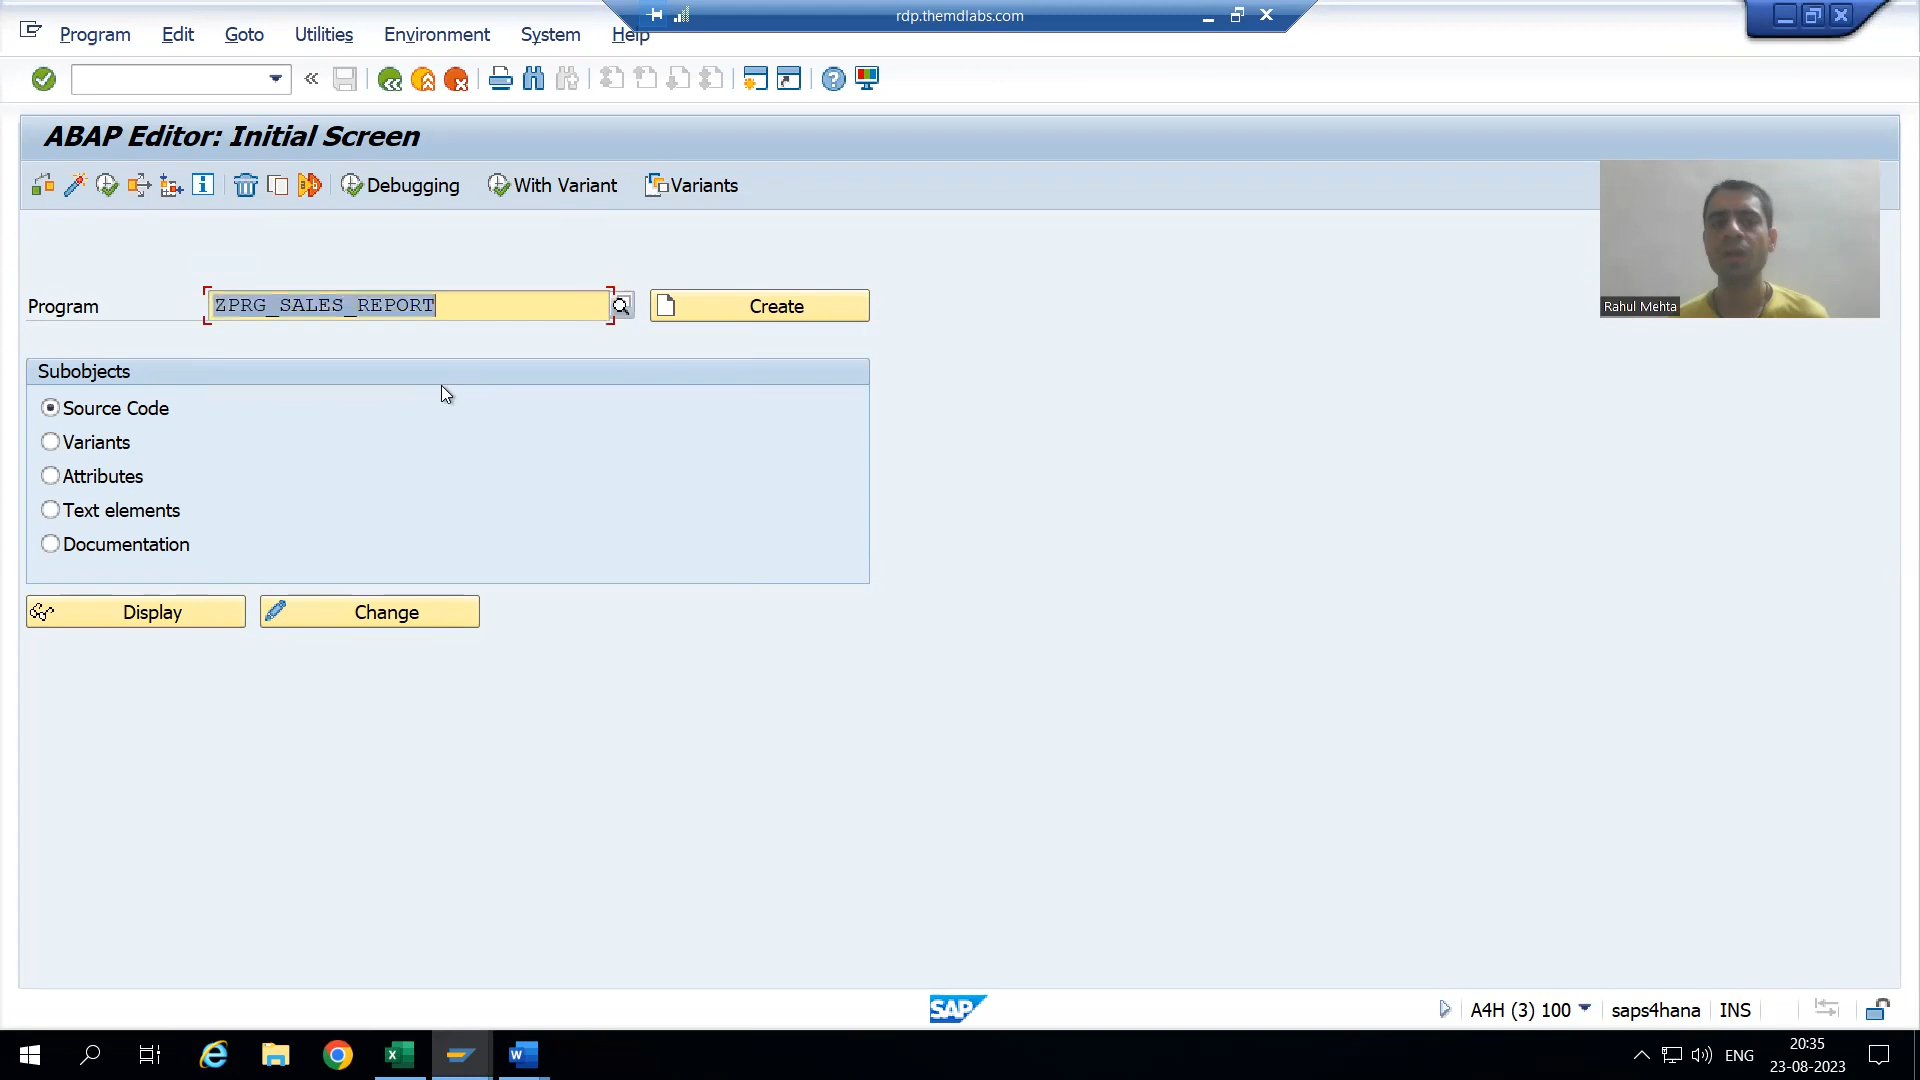 rdp.themdlabs.com
Program Edit Goto Utilities Environment System Help
ABAP Editor: Initial Screen
Debugging With Variant Variants
Rahul Mehta
Program ZPRG_SALES_REPORT Create
Subobjects
Source Code
Variants
Attributes
Text elements
Documentation
Display Change
SAP
A4H (3) 100 saps4hana INS
ENG
20:35
23-08-2023